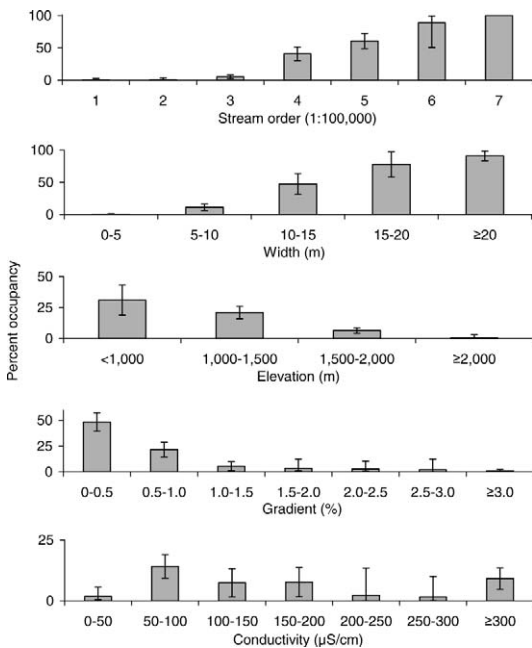 Percent occupancy
100
50
0
1 2 3 4 5 6 7
Stream order (1:100,000)
100
50
0
0-5 5-10 10-15 15-20 ≥20
Width (m)
50
25
0
<1,000 1,000-1,500 1,500-2,000 ≥2,000
Elevation (m)
50
25
0
0-0.5 0.5-1.0 1.0-1.5 1.5-2.0 2.0-2.5 2.5-3.0 ≥3.0
Gradient (%)
25
0
0-50 50-100 100-150 150-200 200-250 250-300 ≥300
Conductivity (µS/cm)